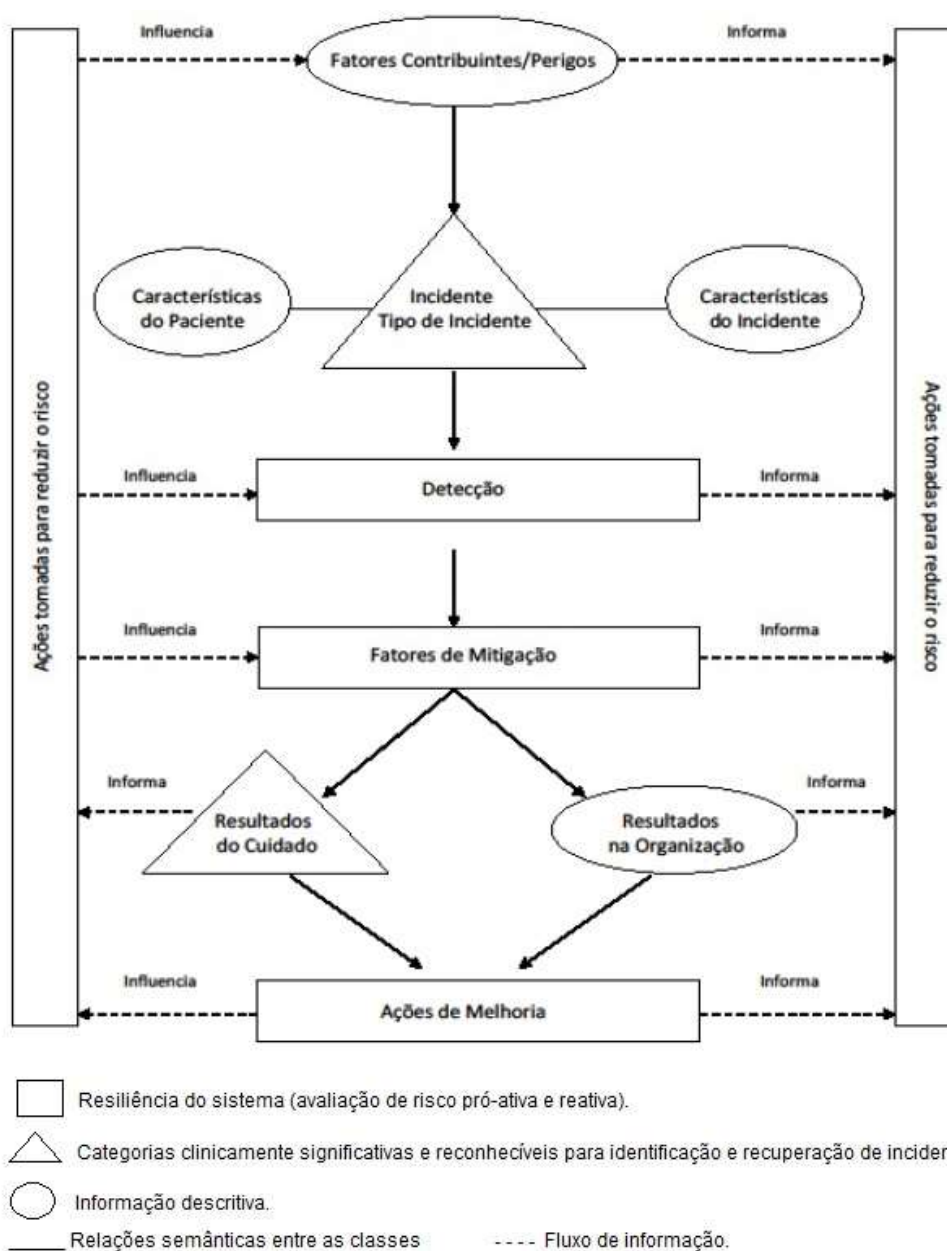 Influencia
Informa
Fatores Contribuintes/Perigos
Características
do Paciente
Incidente
Tipo de Incidente
Características
do Incidente
Ações tomadas para reduzir o risco
Ações tomadas para reduzir o risco
Influencia
Informa
Detecção
Influencia
Informa
Fatores de Mitigação
Informa
Informa
Resultados
do Cuidado
Resultados
na Organização
Influencia
Informa
Ações de Melhoria
Resiliência do sistema (avaliação de risco pró-ativa e reativa).
Categorias clinicamente significativas e reconhecíveis para identificação e recuperação de
Informação descritiva.
Relações semânticas entre as classes ---- Fluxo de informação.